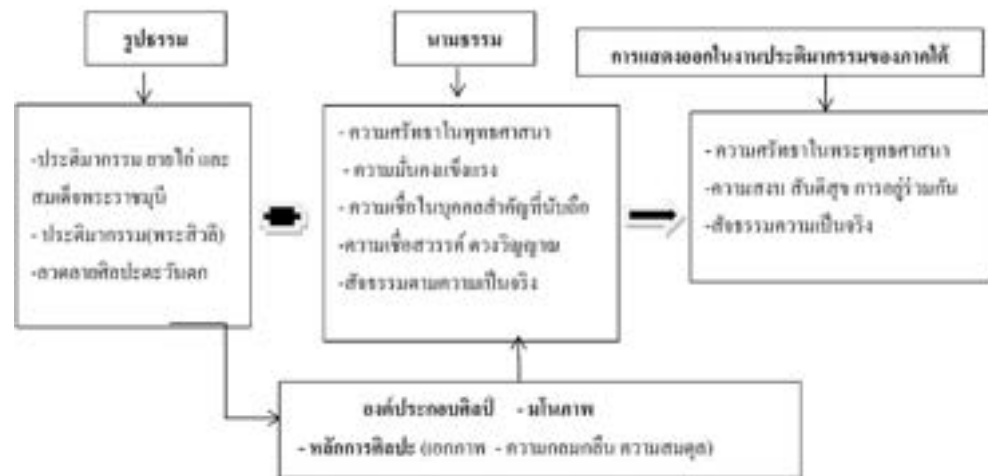 รูปธรรม
นามธรรม
การแสดงออกในงานประติมากรรมของภาคใต้
-ประติมากรรม ยายไอ่ และ
สมเด็จพระราชมุนี
- ประติมากรรม(พระสิวลี)
-ลวดลายศิลปะตะวันตก
- ความศรัทธาในพุทธศาสนา
- ความมั่นคงแข็งแรง
- ความเชื่อในบุคคลสำคัญที่นับถือ
-ความเชื่อสวรรค์ ดวงวิญญาณ
-สัจธรรมตามความเป็นจริง
- ความศรัทธาในพระพุทธศาสนา
-ความสงบ สันติสุข การอยู่ร่วมกัน
-สัจธรรมความเป็นจริง
องค์ประกอบศิลป์ - มโนภาพ
- หลักการศิลปะ (เอกภาพ - ความกลมกลืน ความสมดุล)